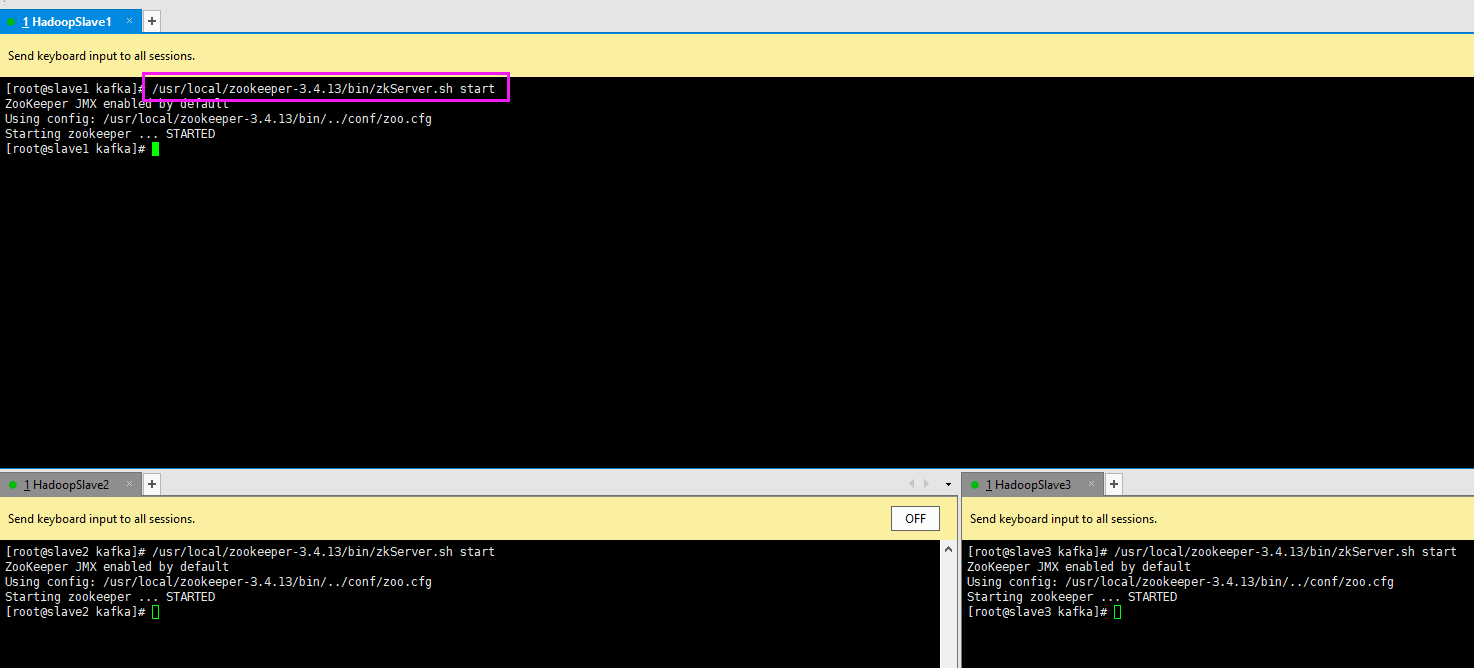 1 HadoopSlave1 × +
Send keyboard input to all sessions.
[root@slave1 kafka]# /usr/local/zookeeper-3.4.13/bin/zkServer.sh start
ZooKeeper JMX enabled by default
Using config: /usr/local/zookeeper-3.4.13/bin/../conf/zoo.cfg
Starting zookeeper ... STARTED
[root@slave1 kafka]#
1 HadoopSlave2 × +
Send keyboard input to all sessions.
OFF
[root@slave2 kafka]# /usr/local/zookeeper-3.4.13/bin/zkServer.sh start
ZooKeeper JMX enabled by default
Using config: /usr/local/zookeeper-3.4.13/bin/../conf/zoo.cfg
Starting zookeeper ... STARTED
[root@slave2 kafka]#
1 HadoopSlave3 × +
Send keyboard input to all sessions.
[root@slave3 kafka]# /usr/local/zookeeper-3.4.13/bin/zkServer.sh start
ZooKeeper JMX enabled by default
Using config: /usr/local/zookeeper-3.4.13/bin/../conf/zoo.cfg
Starting zookeeper ... STARTED
[root@slave3 kafka]#